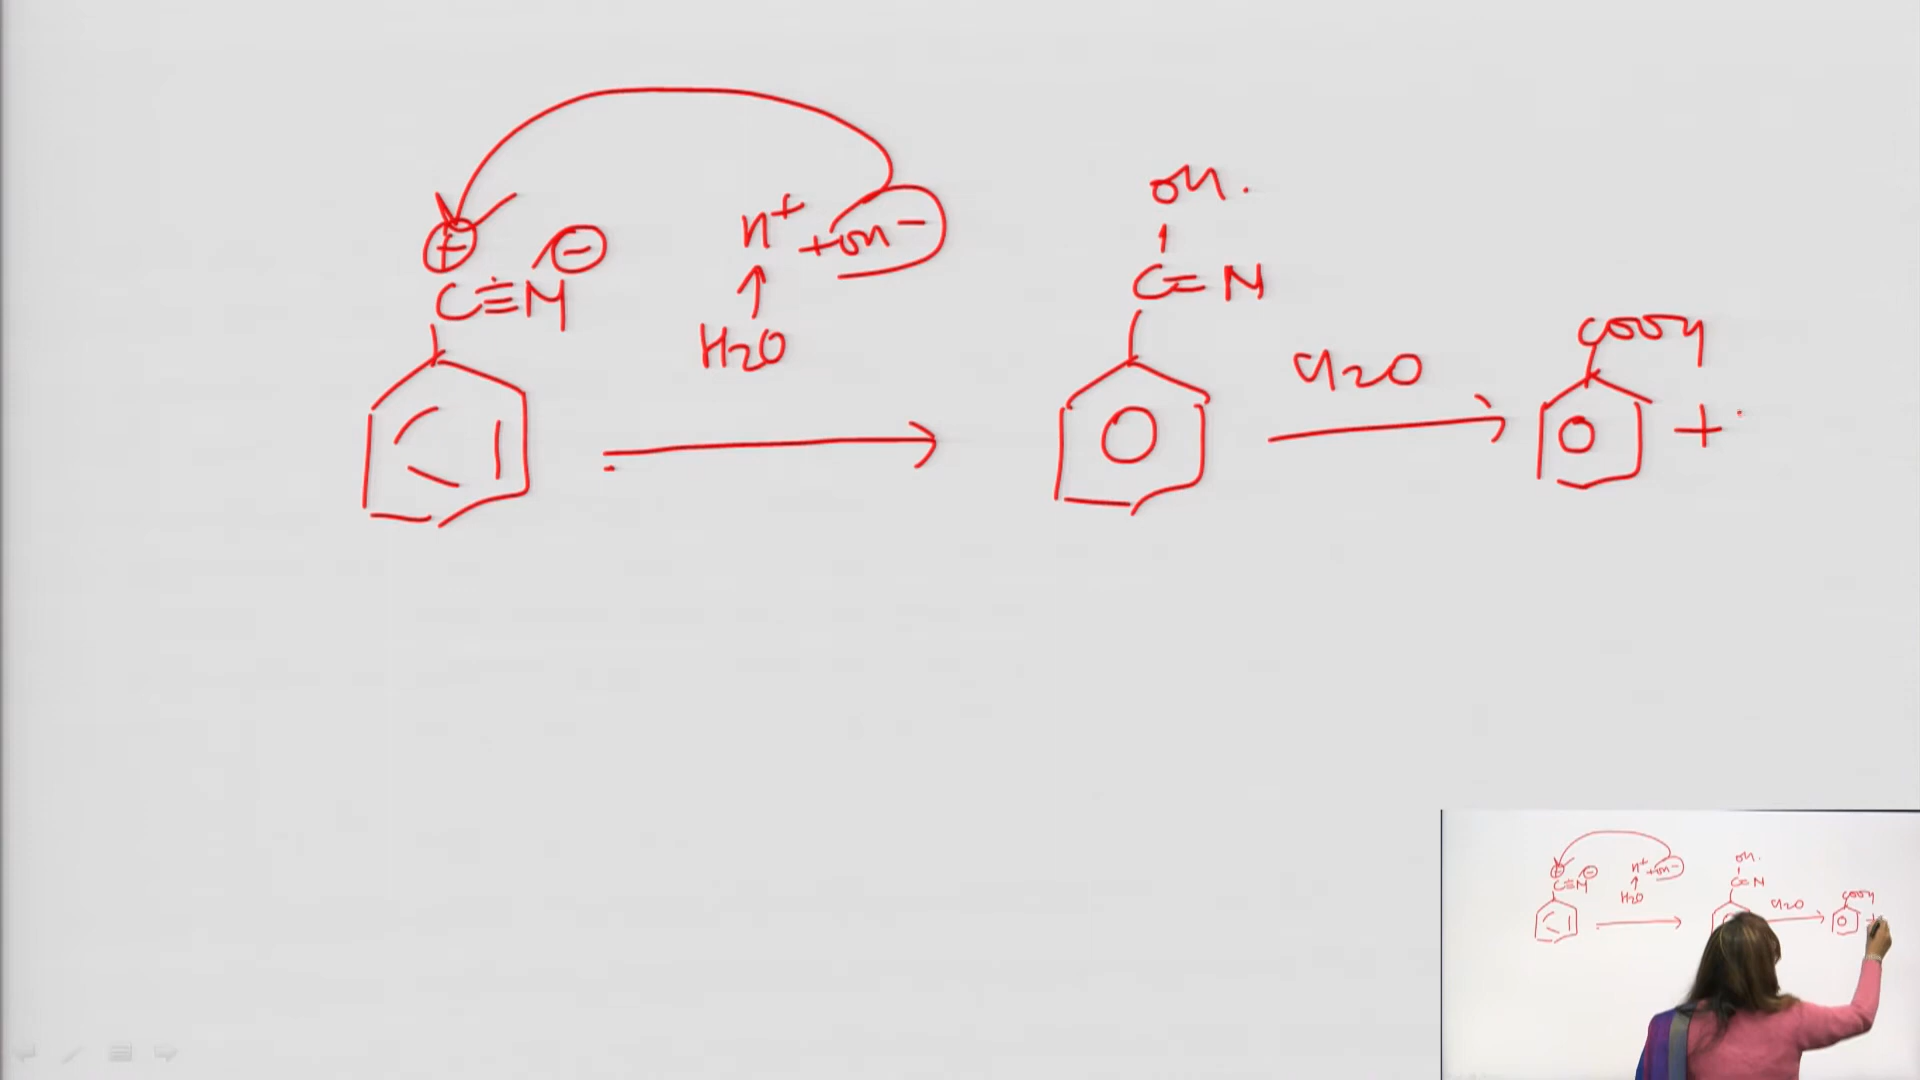 ⊕ ⊖
C≡N
H⁺ + OH⁻
↑
H2O
OH
C=N
H2O
COOH
+